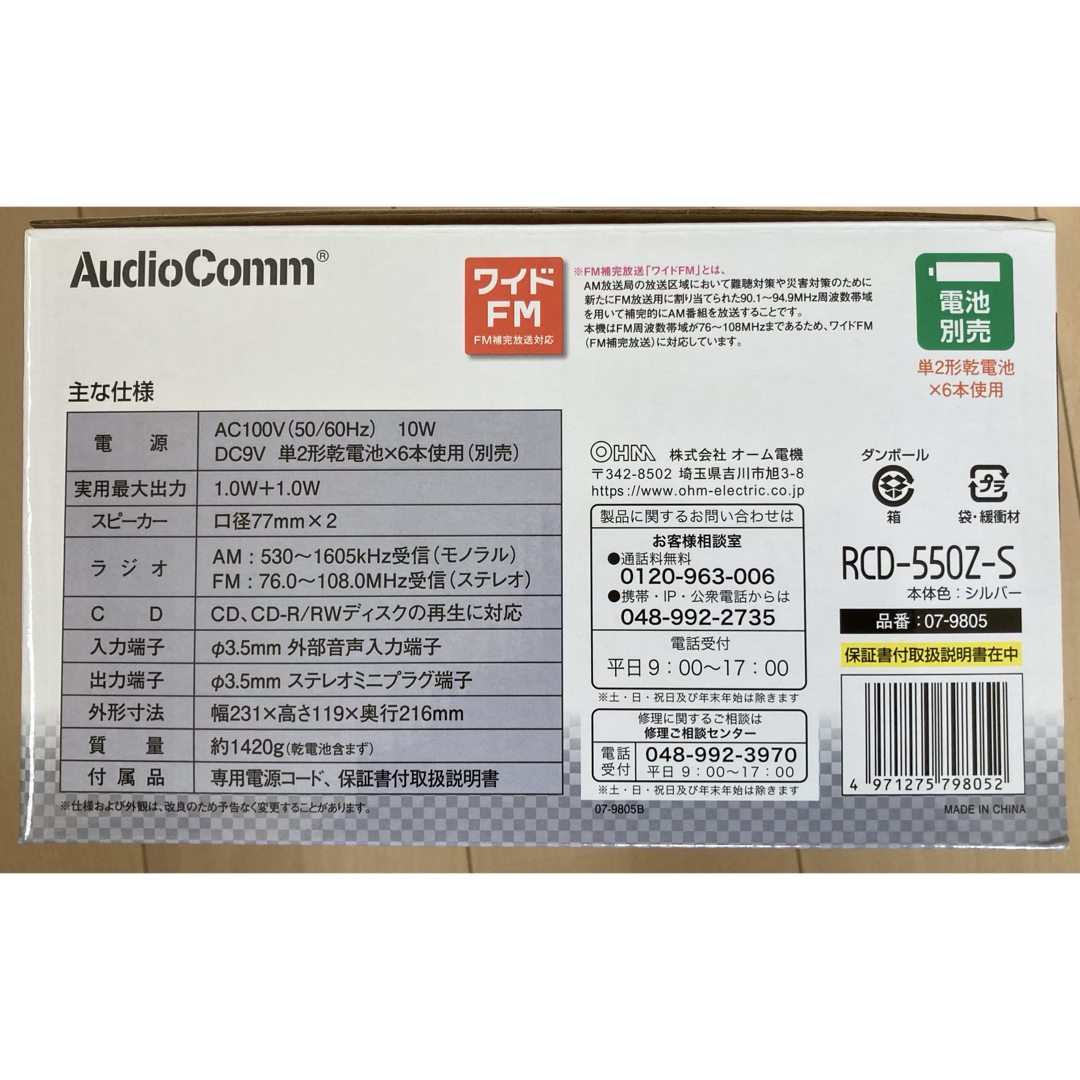 AudioComm®
ワイド
FM
FM補完放送対応
※FM補完放送「ワイドFM」とは、
AM放送局の放送区域において難聴対策や災害対策のために
新たにFM放送用に割り当てられた90.1〜94.9MHz周波数帯域
を用いて補完的にAM番組を放送することです。
本機はFM周波数帯域が76〜108MHzまであるため、ワイドFM
（FM補完放送）に対応しています。
電池
別売
単2形乾電池
×6本使用
主な仕様
電源 AC100V（50/60Hz） 10W
DC9V 単2形乾電池×6本使用（別売）
実用最大出力 1.0W＋1.0W
スピーカー 口径77mm×2
ラジオ AM：530〜1605kHz受信（モノラル）
FM：76.0〜108.0MHz受信（ステレオ）
CD CD、CD-R/RWディスクの再生に対応
入力端子 φ3.5mm 外部音声入力端子
出力端子 φ3.5mm ステレオミニプラグ端子
外形寸法 幅231×高さ119×奥行216mm
質量 約1420g（乾電池含まず）
付属品 専用電源コード、保証書付取扱説明書
※仕様および外観は、改良のため予告なく変更することがあります。
OHM 株式会社 オーム電機
〒342-8502 埼玉県吉川市旭3-8
https://www.ohm-electric.co.jp
製品に関するお問い合わせは
お客様相談室
●通話料無料
0120-963-006
●携帯・IP・公衆電話からは
048-992-2735
電話受付
平日9：00〜17：00
※土・日・祝日及び年末年始は除きます
修理に関するご相談は
修理ご相談センター
電話受付 048-992-3970
平日 9：00〜17：00
※土・日・祝日及び年末年始は除きます
07-9805B
ダンボール
箱
プラ
袋・緩衝材
RCD-550Z-S
本体色：シルバー
品番：07-9805
保証書付取扱説明書在中
4 971275 798052
MADE IN CHINA